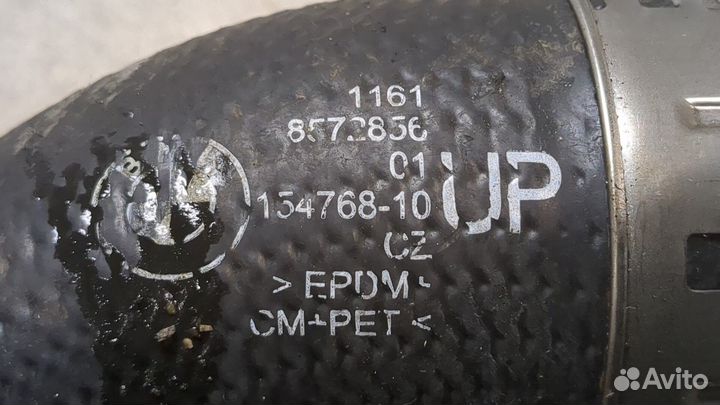 1161
8572856
01
154768-10
UP
CZ
> EPDM
CM+PET <
Avito